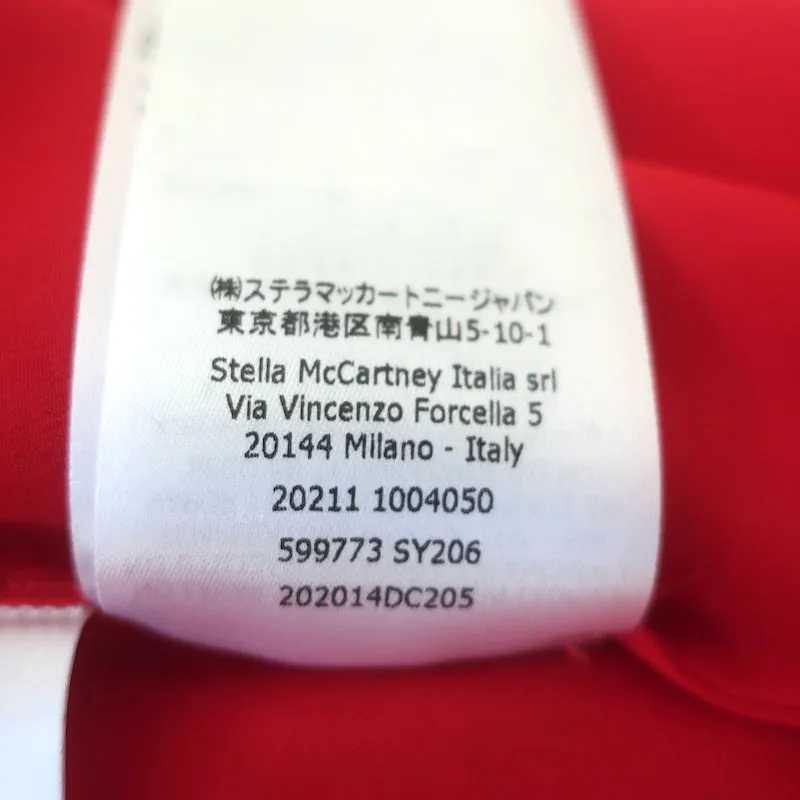 ㈱ステラマッカートニージャパン
東京都港区南青山5-10-1
Stella McCartney Italia srl
Via Vincenzo Forcella 5
20144 Milano - Italy
20211 1004050
599773 SY206
202014DC205